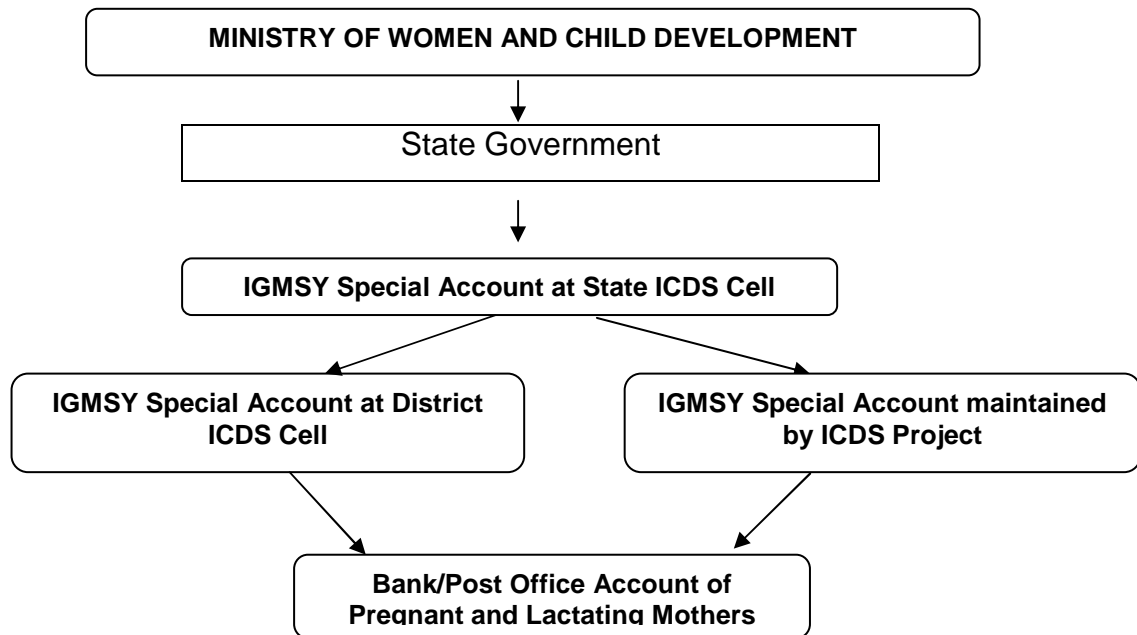 MINISTRY OF WOMEN AND CHILD DEVELOPMENT
State Government
IGMSY Special Account at State ICDS Cell
IGMSY Special Account at District
ICDS Cell
IGMSY Special Account maintained
by ICDS Project
Bank/Post Office Account of
Pregnant and Lactating Mothers